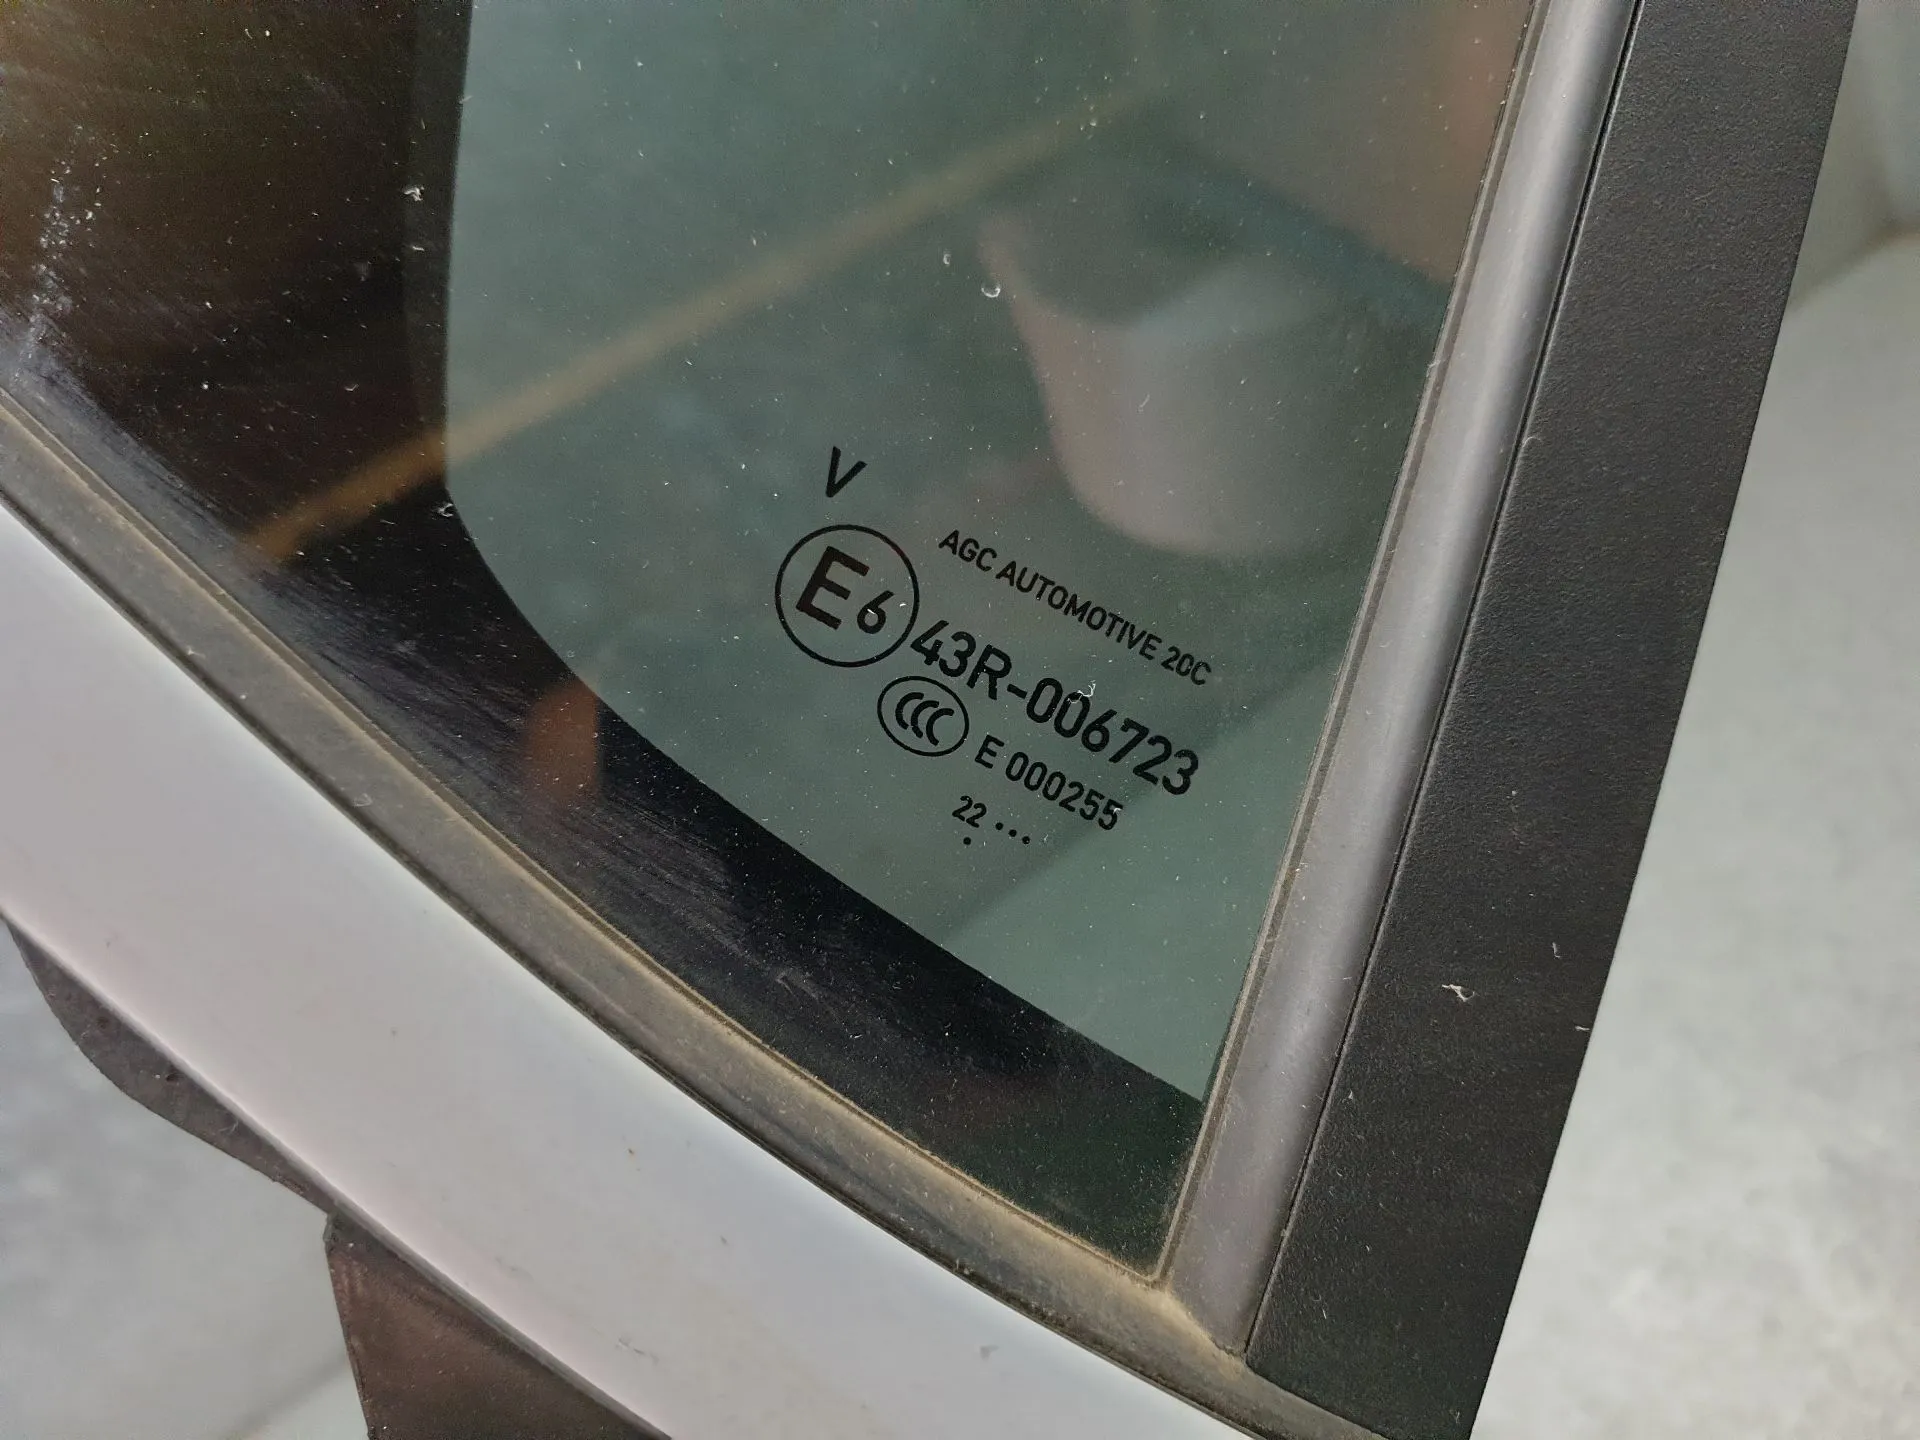 V
AGC AUTOMOTIVE 20C
E6 43R-006723
CCC E 000255
22 ...
.